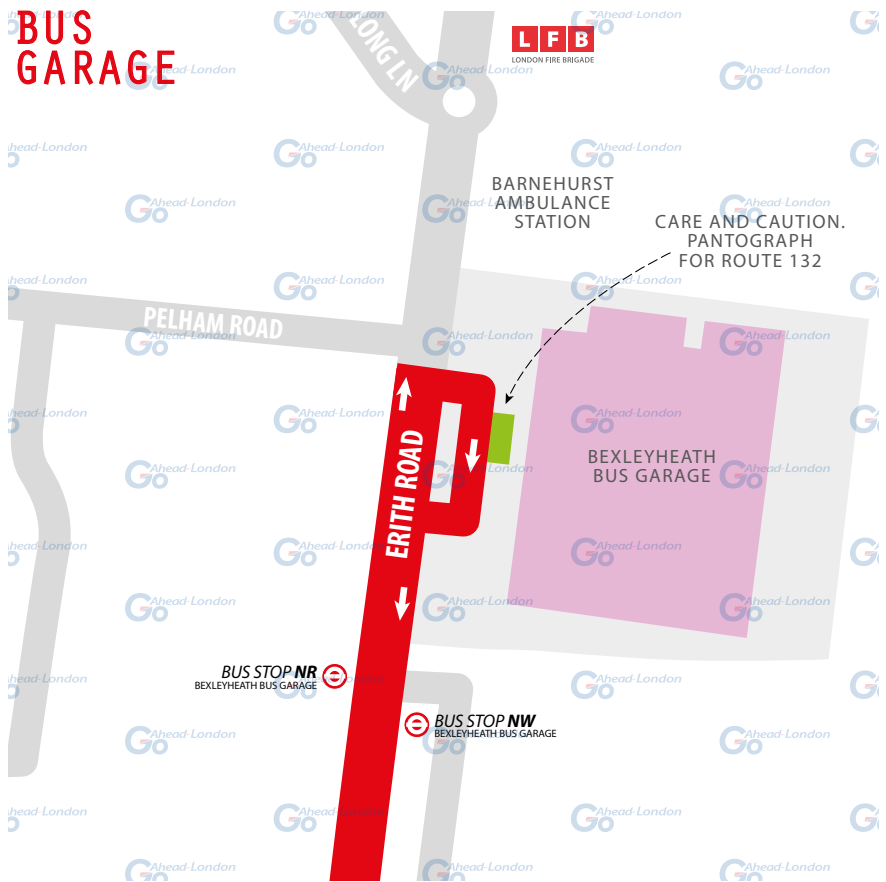 BUS
GARAGE
LONG LN
LFB
LONDON FIRE BRIGADE
BARNEHURST
AMBULANCE
STATION
CARE AND CAUTION.
PANTOGRAPH
FOR ROUTE 132
PELHAM ROAD
ERITH ROAD
BEXLEYHEATH
BUS GARAGE
BUS STOP NR
BEXLEYHEATH BUS GARAGE
BUS STOP NW
BEXLEYHEATH BUS GARAGE
Go Ahead-London